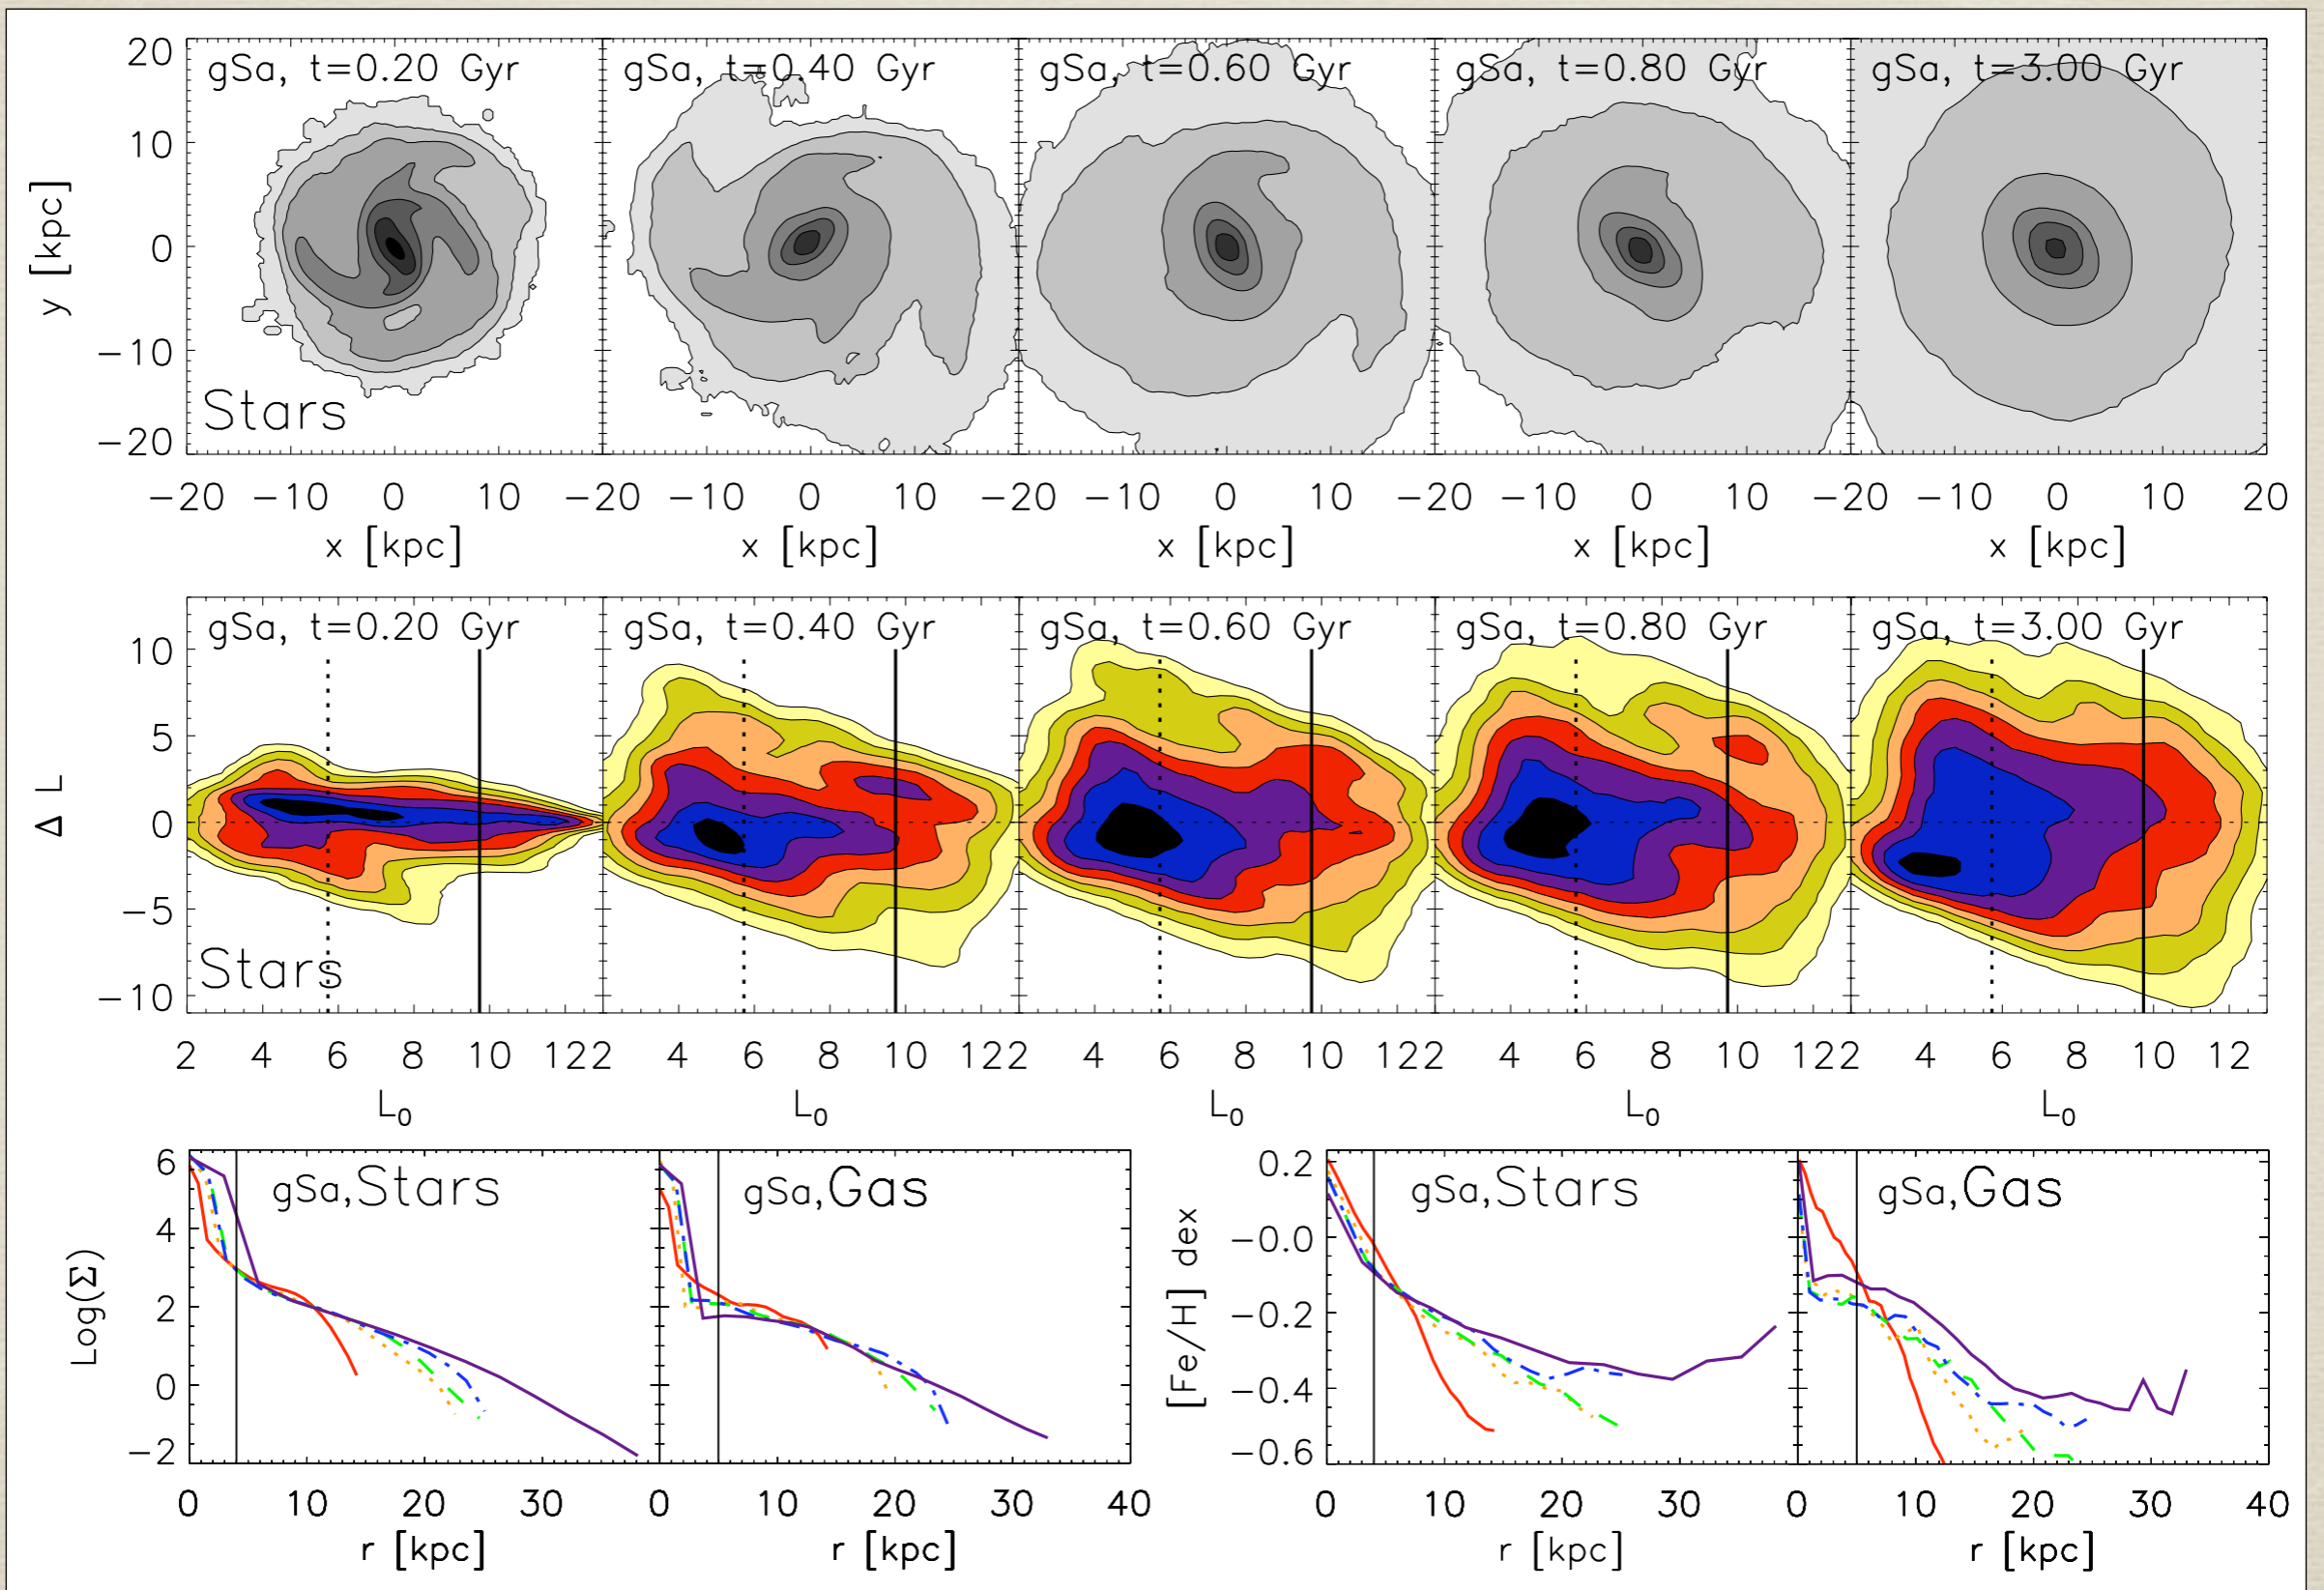 gSa, t=0.20 Gyr gSa, t=0.40 Gyr gSa, t=0.60 Gyr gSa, t=0.80 Gyr gSa, t=3.00 Gyr
20
10
0
−10
−20
y [kpc]
Stars
−20 −10 0 10 −20 −10 0 10 −20 −10 0 10 −20 −10 0 10 −20 −10 0 10 20
x [kpc] x [kpc] x [kpc] x [kpc] x [kpc]
gSa, t=0.20 Gyr gSa, t=0.40 Gyr gSa, t=0.60 Gyr gSa, t=0.80 Gyr gSa, t=3.00 Gyr
10
5
0
−5
−10
Δ L
Stars
2 4 6 8 10 122 4 6 8 10 122 4 6 8 10 122 4 6 8 10 122 4 6 8 10 12
L₀ L₀ L₀ L₀ L₀
6
4
2
0
−2
Log(Σ)
gSa,Stars gSa,Gas
0 10 20 30 0 10 20 30 40
r [kpc] r [kpc]
0.2
−0.0
−0.2
−0.4
−0.6
[Fe/H] dex
gSa,Stars gSa,Gas
0 10 20 30 0 10 20 30 40
r [kpc] r [kpc]